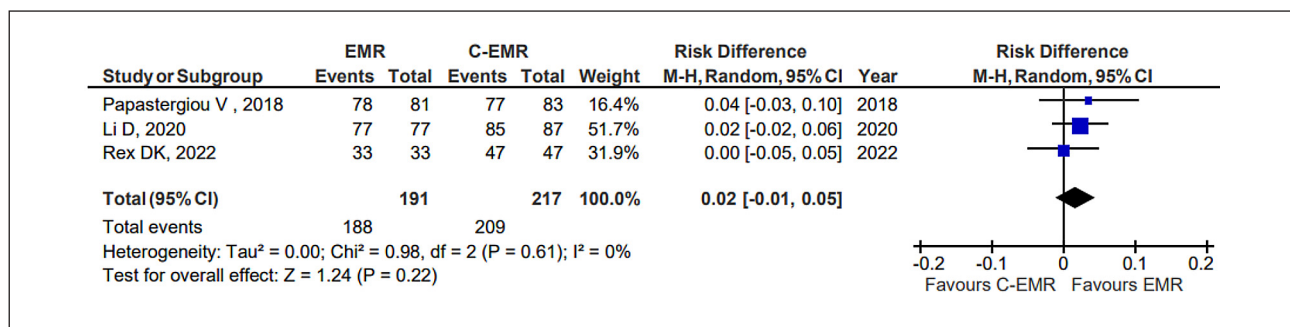 EMR C-EMR Risk Difference Risk Difference
Study or Subgroup Events Total Events Total Weight M-H, Random, 95% CI Year M-H, Random, 95% CI
Papastergiou V , 2018 78 81 77 83 16.4% 0.04 [-0.03, 0.10] 2018
Li D, 2020 77 77 85 87 51.7% 0.02 [-0.02, 0.06] 2020
Rex DK, 2022 33 33 47 47 31.9% 0.00 [-0.05, 0.05] 2022
Total (95% CI) 191 217 100.0% 0.02 [-0.01, 0.05]
Total events 188 209
Heterogeneity: Tau² = 0.00; Chi² = 0.98, df = 2 (P = 0.61); I² = 0%
Test for overall effect: Z = 1.24 (P = 0.22)
-0.2 -0.1 0 0.1 0.2
Favours C-EMR Favours EMR